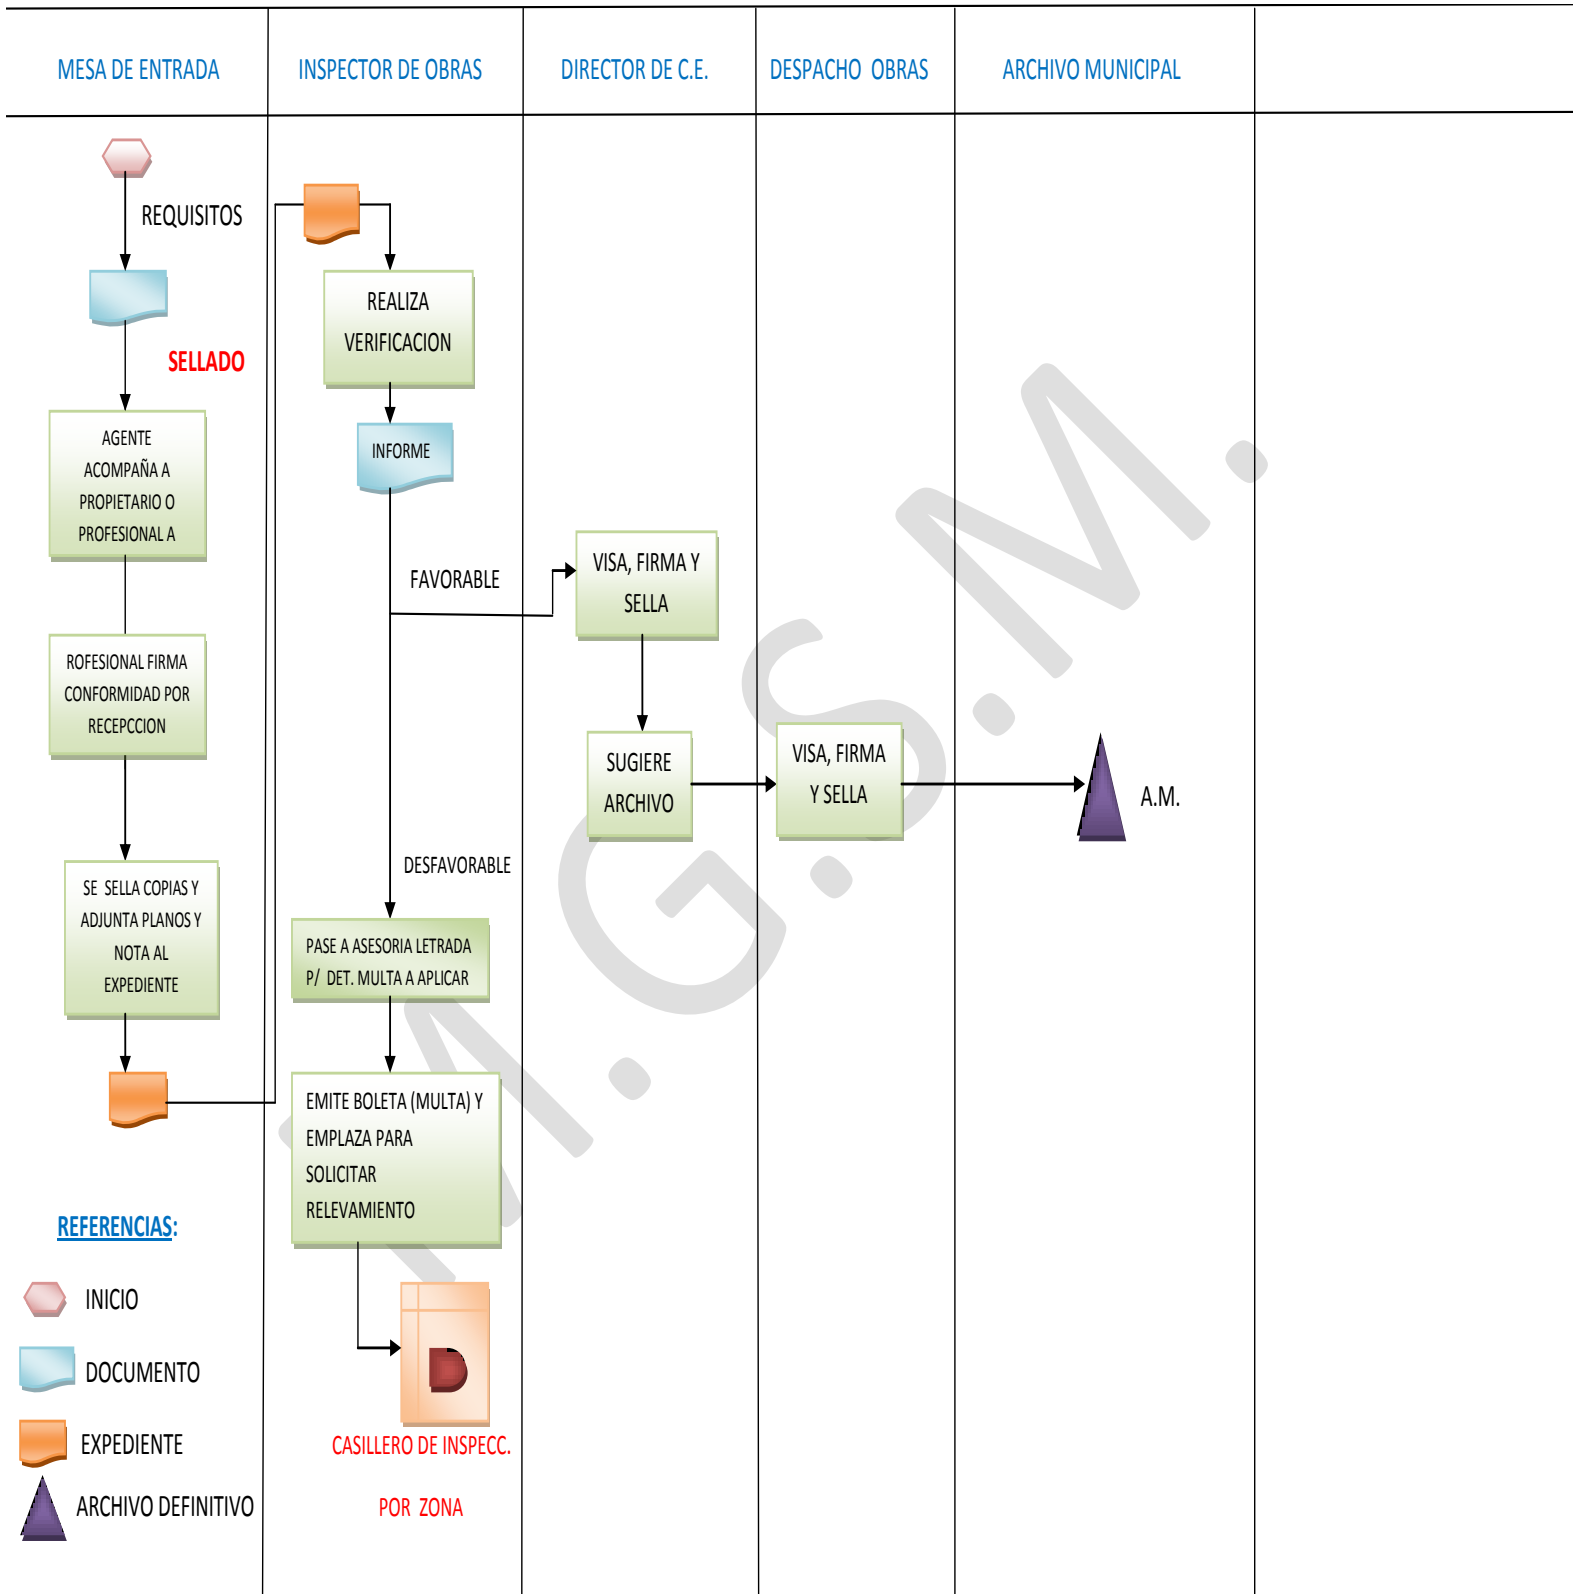 MESA DE ENTRADA
INSPECTOR DE OBRAS
DIRECTOR DE C.E.
DESPACHO OBRAS
ARCHIVO MUNICIPAL
REQUISITOS
SELLADO
AGENTE
ACOMPAÑA A
PROPIETARIO O
PROFESIONAL A
ROFESIONAL FIRMA
CONFORMIDAD POR
RECEPCCION
SE SELLA COPIAS Y
ADJUNTA PLANOS Y
NOTA AL
EXPEDIENTE
REALIZA
VERIFICACION
INFORME
FAVORABLE
DESFAVORABLE
PASE A ASESORIA LETRADA
P/ DET. MULTA A APLICAR
EMITE BOLETA (MULTA) Y
EMPLAZA PARA
SOLICITAR
RELEVAMIENTO
CASILLERO DE INSPECC.
POR ZONA
VISA, FIRMA Y
SELLA
SUGIERE
ARCHIVO
VISA, FIRMA
Y SELLA
A.M.
REFERENCIAS:
INICIO
DOCUMENTO
EXPEDIENTE
ARCHIVO DEFINITIVO
M.G.S.M.